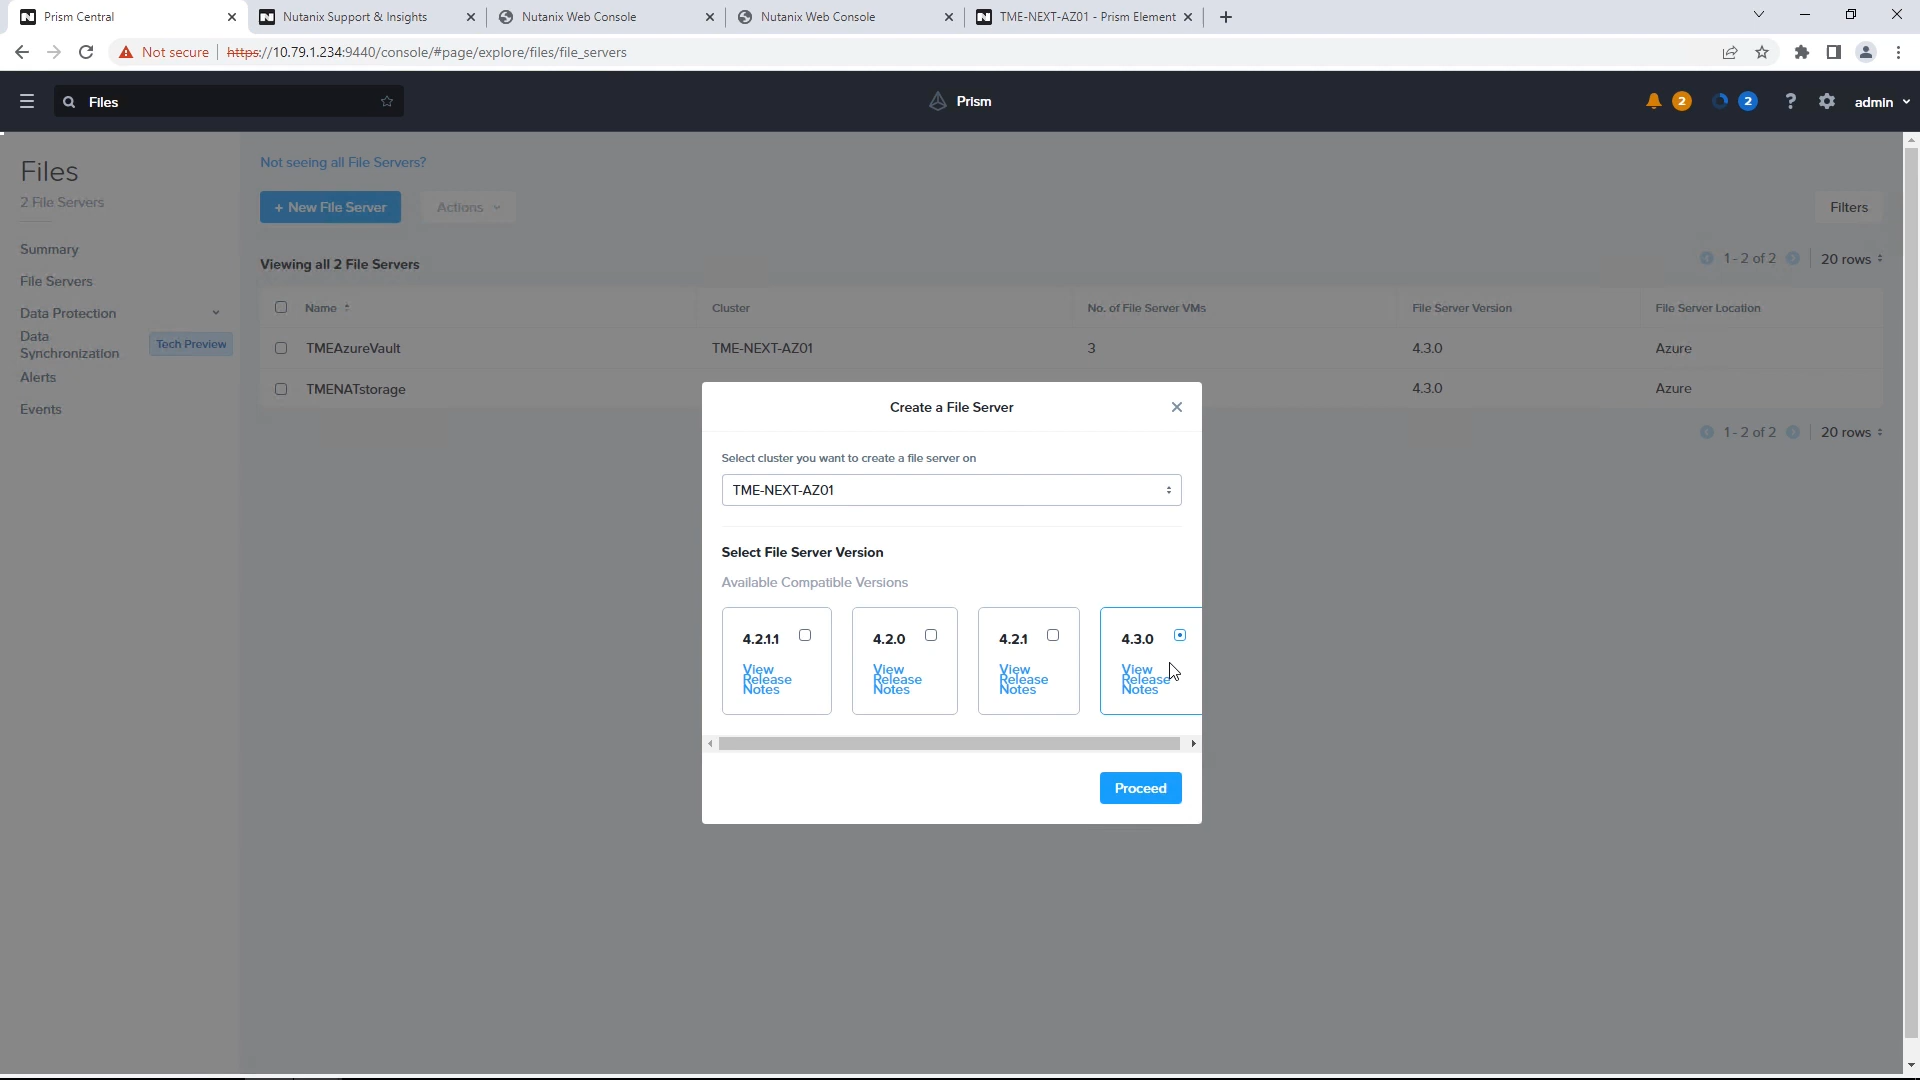 Prism Central
Nutanix Support & Insights
Nutanix Web Console
Nutanix Web Console
TME-NEXT-AZ01 - Prism Element
Not secure
https://10.79.1.234:9440/console/#page/explore/files/file_servers
Files
Prism
2
2
?
admin
Files
2 File Servers
Summary
File Servers
Data Protection
Data
Synchronization
Tech Preview
Alerts
Events
Not seeing all File Servers?
+ New File Server
Actions
Filters
Viewing all 2 File Servers
1 - 2 of 2
20 rows
Name
Cluster
No. of File Server VMs
File Server Version
File Server Location
TMEAzureVault
TME-NEXT-AZ01
3
4.3.0
Azure
TMENATstorage
4.3.0
Azure
1 - 2 of 2
20 rows
Create a File Server
Select cluster you want to create a file server on
TME-NEXT-AZ01
Select File Server Version
Available Compatible Versions
4.2.1.1
View
Release
Notes
4.2.0
View
Release
Notes
4.2.1
View
Release
Notes
4.3.0
View
Release
Notes
Proceed